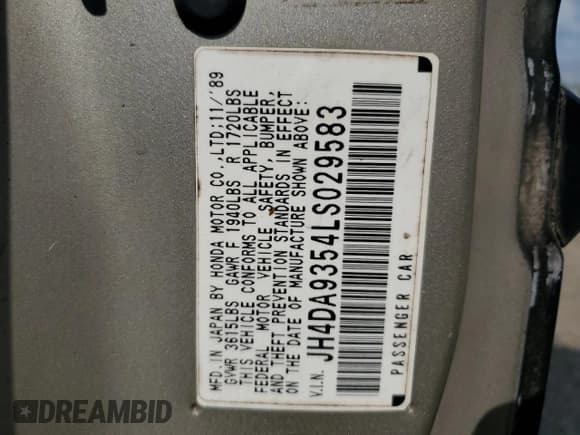 MFD. IN JAPAN BY HONDA MOTOR CO., LTD; 11/'89
GVWR 3615LBS GAWR F 1940LBS R 1720LBS
THIS VEHICLE CONFORMS TO ALL APPLICABLE
FEDERAL MOTOR VEHICLE SAFETY, BUMPER,
AND THEFT PREVENTION STANDARDS IN EFFECT
ON THE DATE OF MANUFACTURE SHOWN ABOVE.
V.I.N. JH4DA9354LS029583
PASSENGER CAR
DREAMBID